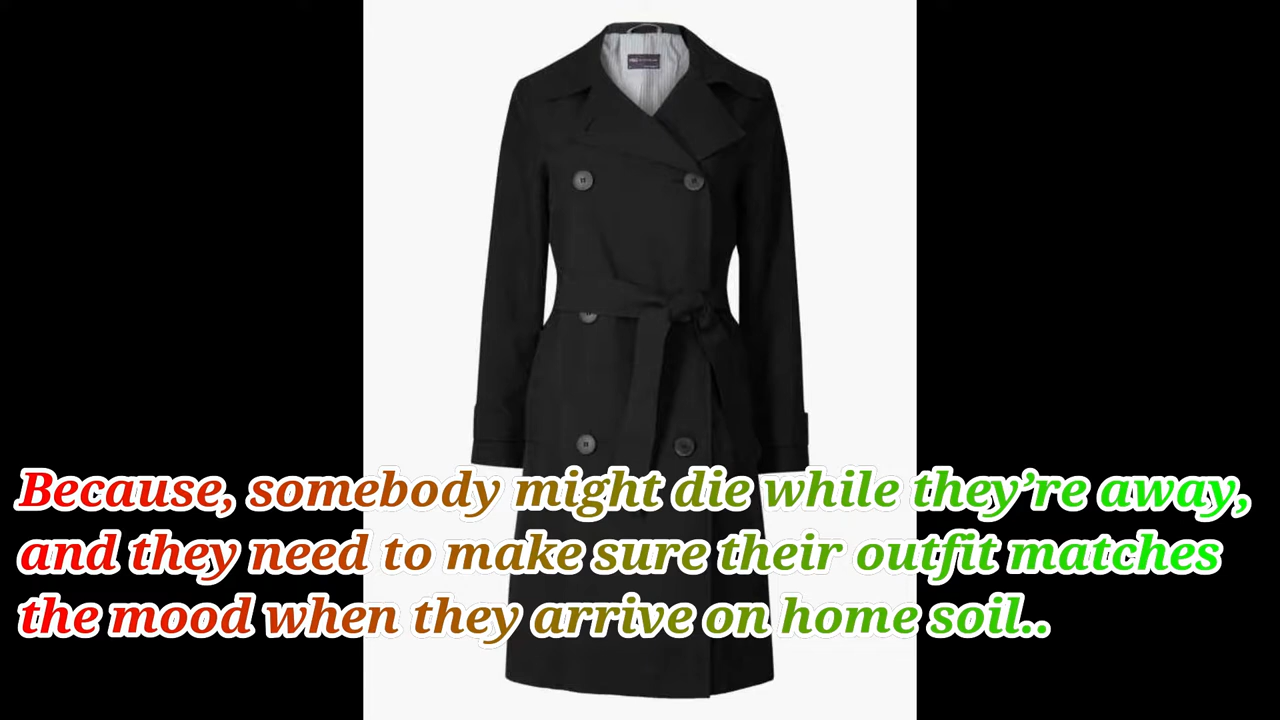 Because, somebody might die while they’re away,
and they need to make sure their outfit matches
the mood when they arrive on home soil..